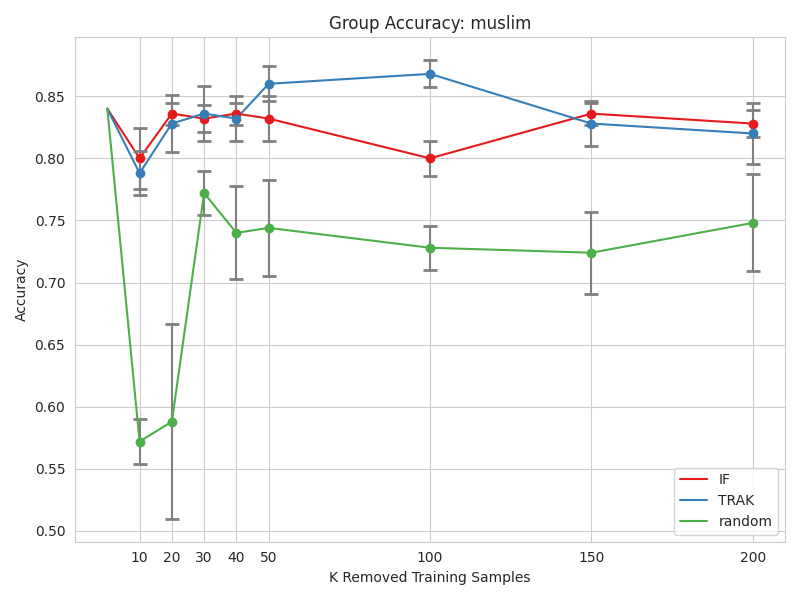 Group Accuracy: muslim
Accuracy
0.85
0.80
0.75
0.70
0.65
0.60
0.55
0.50
10 20 30 40 50 100 150 200
K Removed Training Samples
IF
TRAK
random